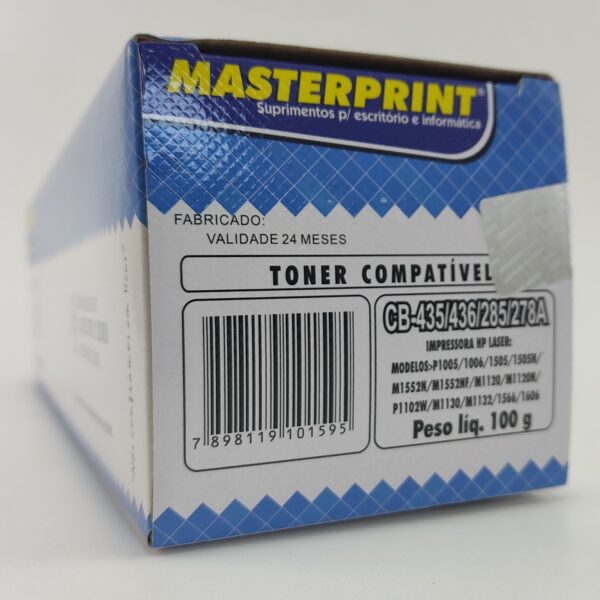 MASTERPRINT®
Suprimentos p/ escritório e informática
FABRICADO:
VALIDADE 24 MESES
TONER COMPATÍVEL
CB-435/436/285/278A
IMPRESSORA HP LASER:
MODELOS>P1005/1006/1505/1505N/
M1552N/M1552NF/M1120/M1120N/
P1102W/M1130/M1132/1566/1606
Peso líq. 100 g
7 898119 101595